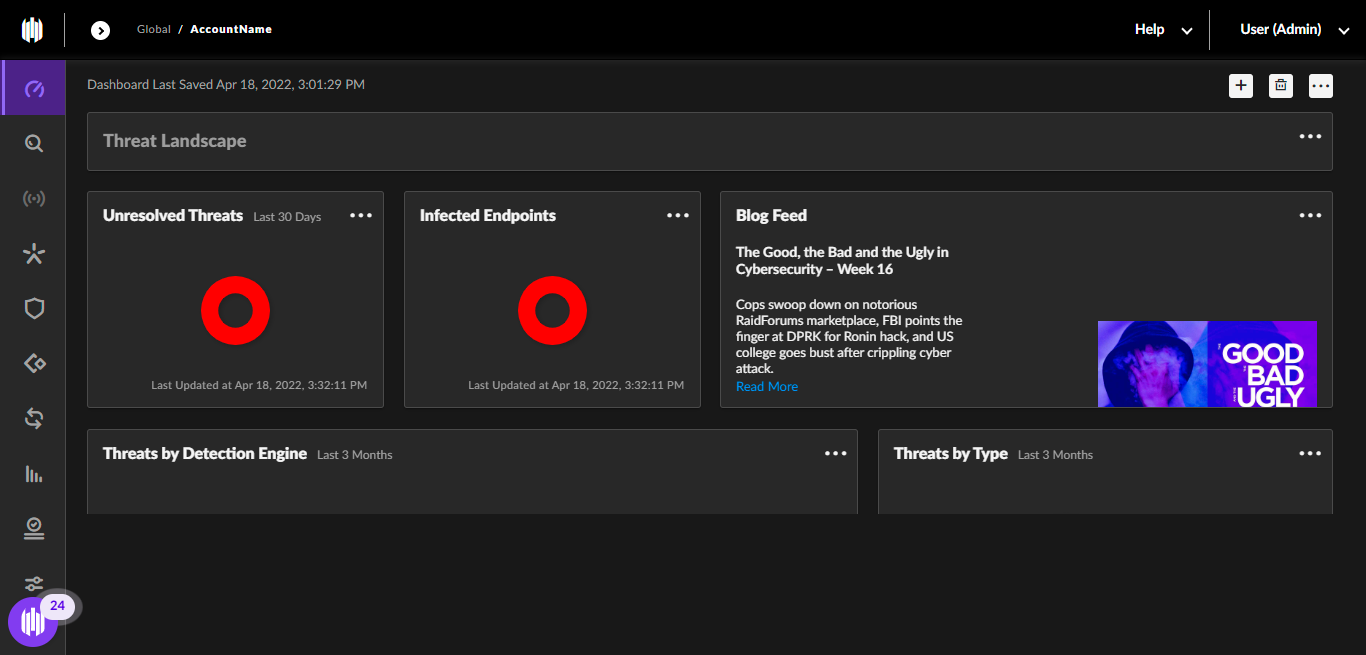 Global / AccountName
Help
User (Admin)
Dashboard Last Saved Apr 18, 2022, 3:01:29 PM
Threat Landscape
Unresolved Threats Last 30 Days
Last Updated at Apr 18, 2022, 3:32:11 PM
Infected Endpoints
Last Updated at Apr 18, 2022, 3:32:11 PM
Blog Feed
The Good, the Bad and the Ugly in
Cybersecurity – Week 16
Cops swoop down on notorious
RaidForums marketplace, FBI points the
finger at DPRK for Ronin hack, and US
college goes bust after crippling cyber
attack.
Read More
THE GOOD
THE BAD
AND THE UGLY
Threats by Detection Engine Last 3 Months
Threats by Type Last 3 Months
24